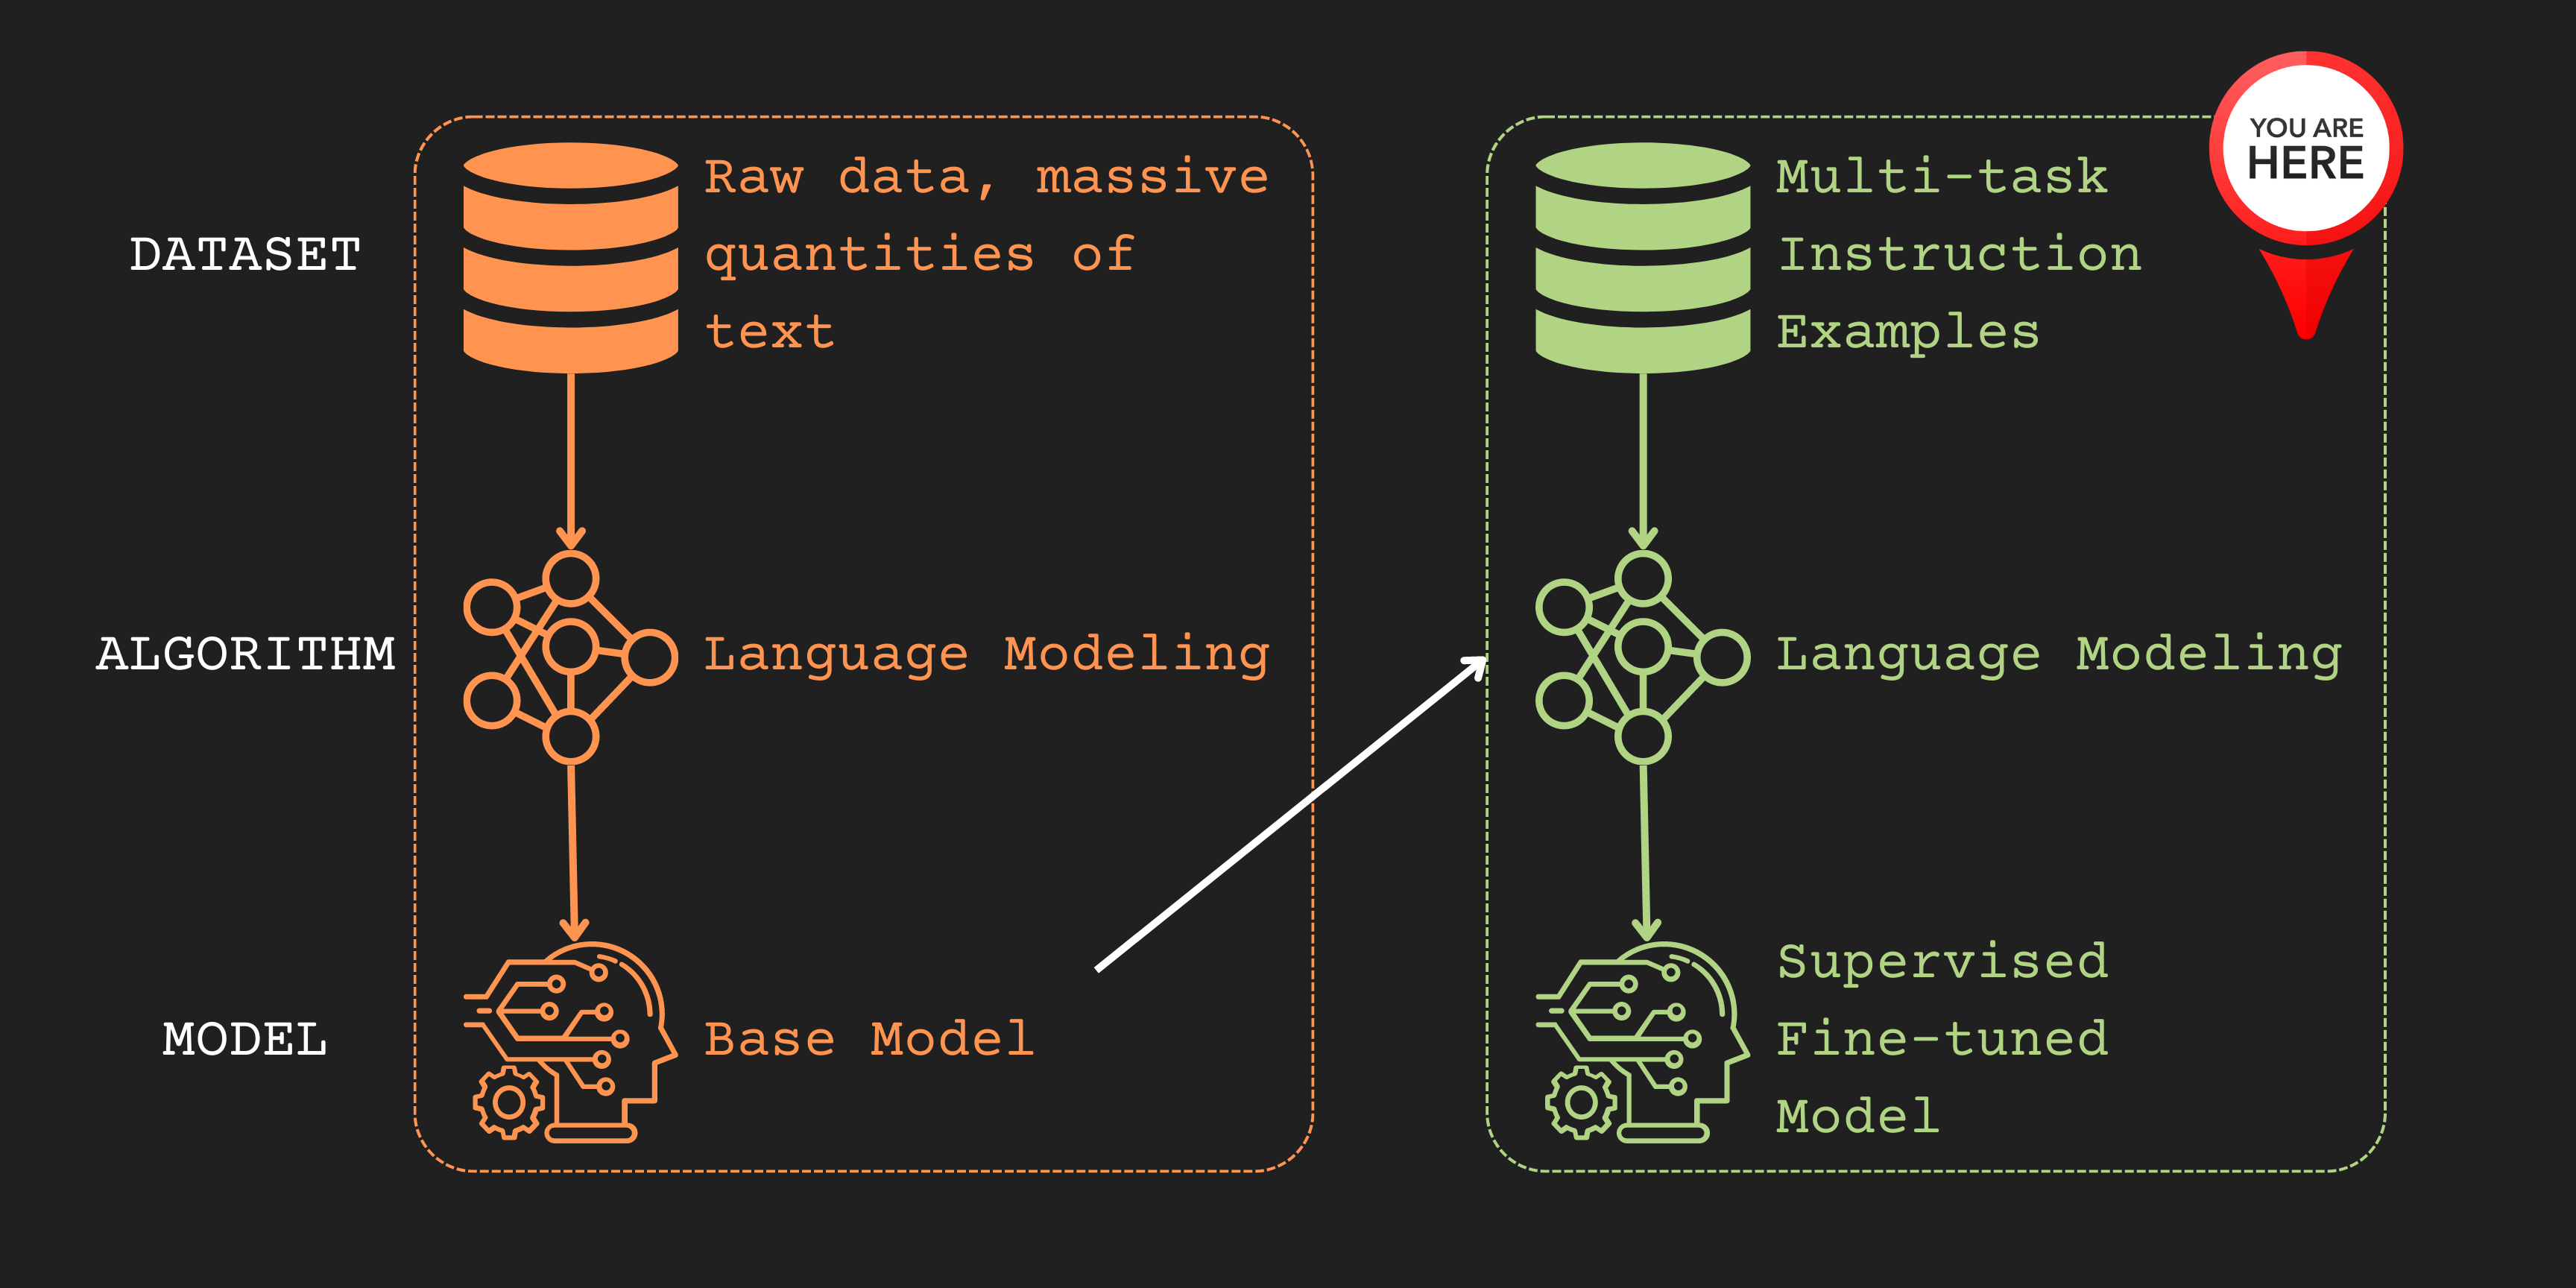 YOU ARE
HERE
DATASET
Raw data, massive
quantities of
text
Multi-task
Instruction
Examples
ALGORITHM
Language Modeling
Language Modeling
MODEL
Base Model
Supervised
Fine-tuned
Model